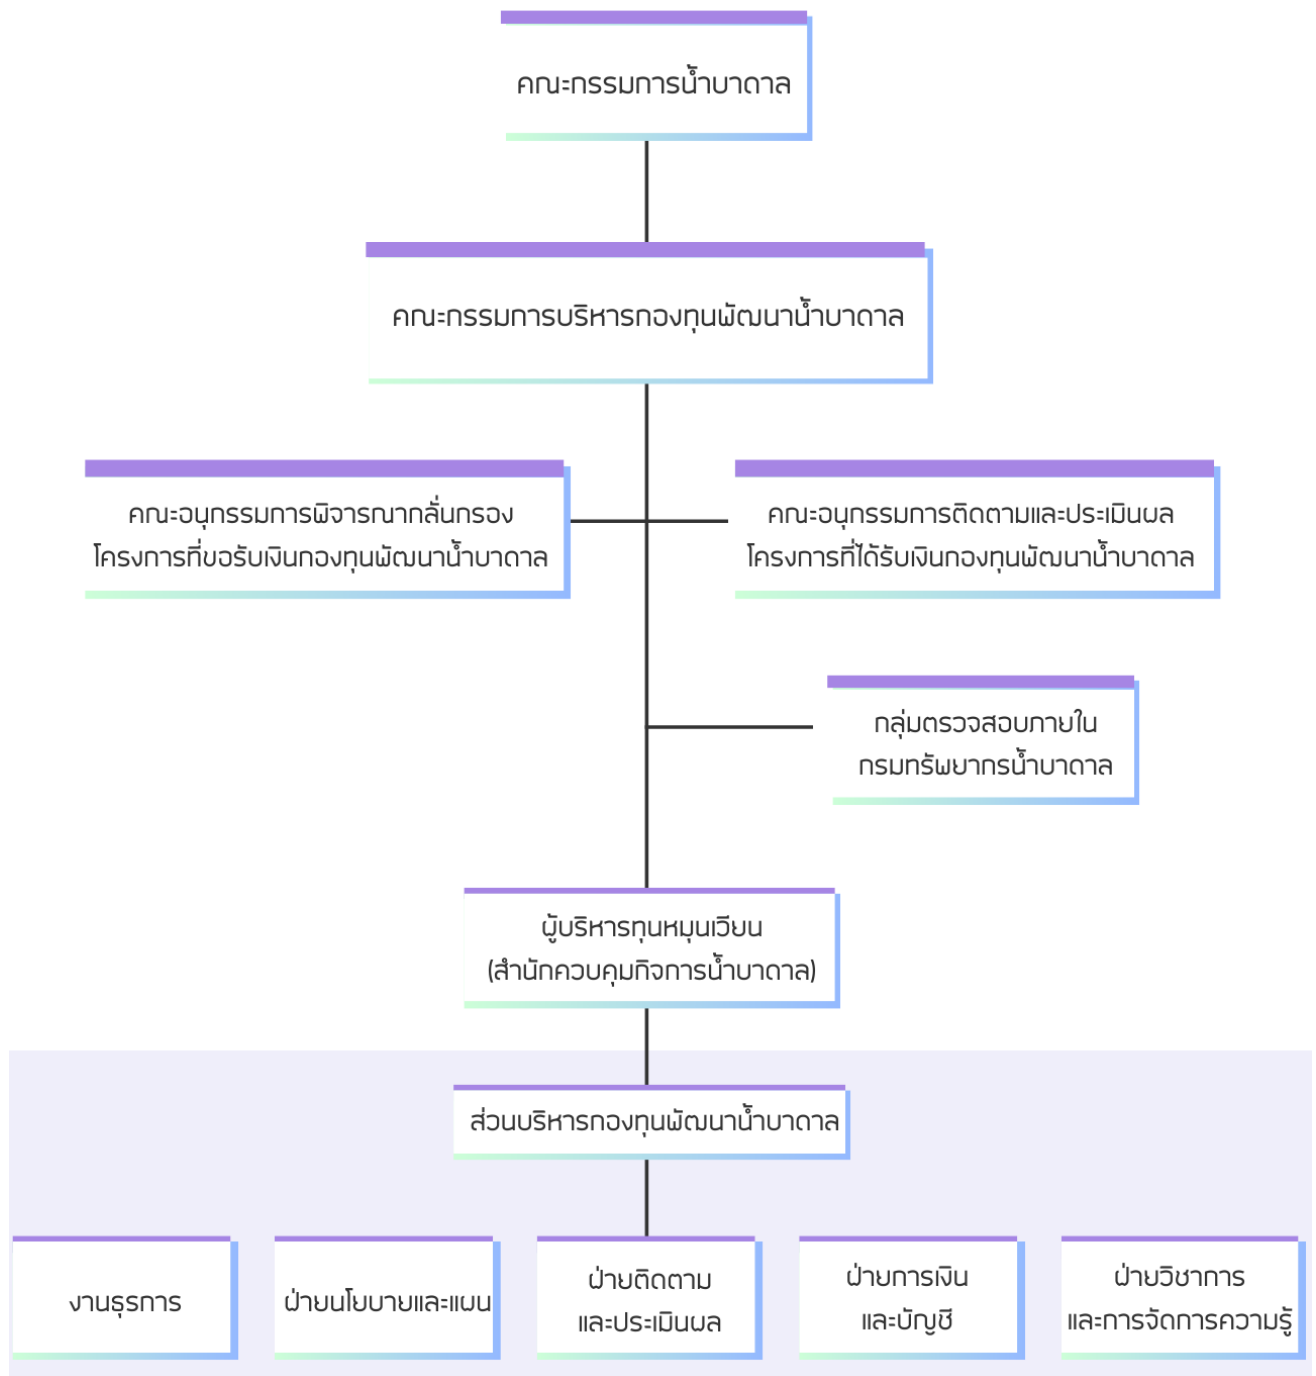 คณะกรรมการน้ำบาดาล
คณะกรรมการบริหารกองทุนพัฒนาน้ำบาดาล
คณะอนุกรรมการพิจารณากลั่นกรอง
โครงการที่ขอรับเงินกองทุนพัฒนาน้ำบาดาล
คณะอนุกรรมการติดตามและประเมินผล
โครงการที่ได้รับเงินกองทุนพัฒนาน้ำบาดาล
กลุ่มตรวจสอบภายใน
กรมทรัพยากรน้ำบาดาล
ผู้บริหารทุนหมุนเวียน
(สำนักควบคุมกิจการน้ำบาดาล)
ส่วนบริหารกองทุนพัฒนาน้ำบาดาล
งานธุรการ
ฝ่ายนโยบายและแผน
ฝ่ายติดตาม
และประเมินผล
ฝ่ายการเงิน
และบัญชี
ฝ่ายวิชาการ
และการจัดการความรู้